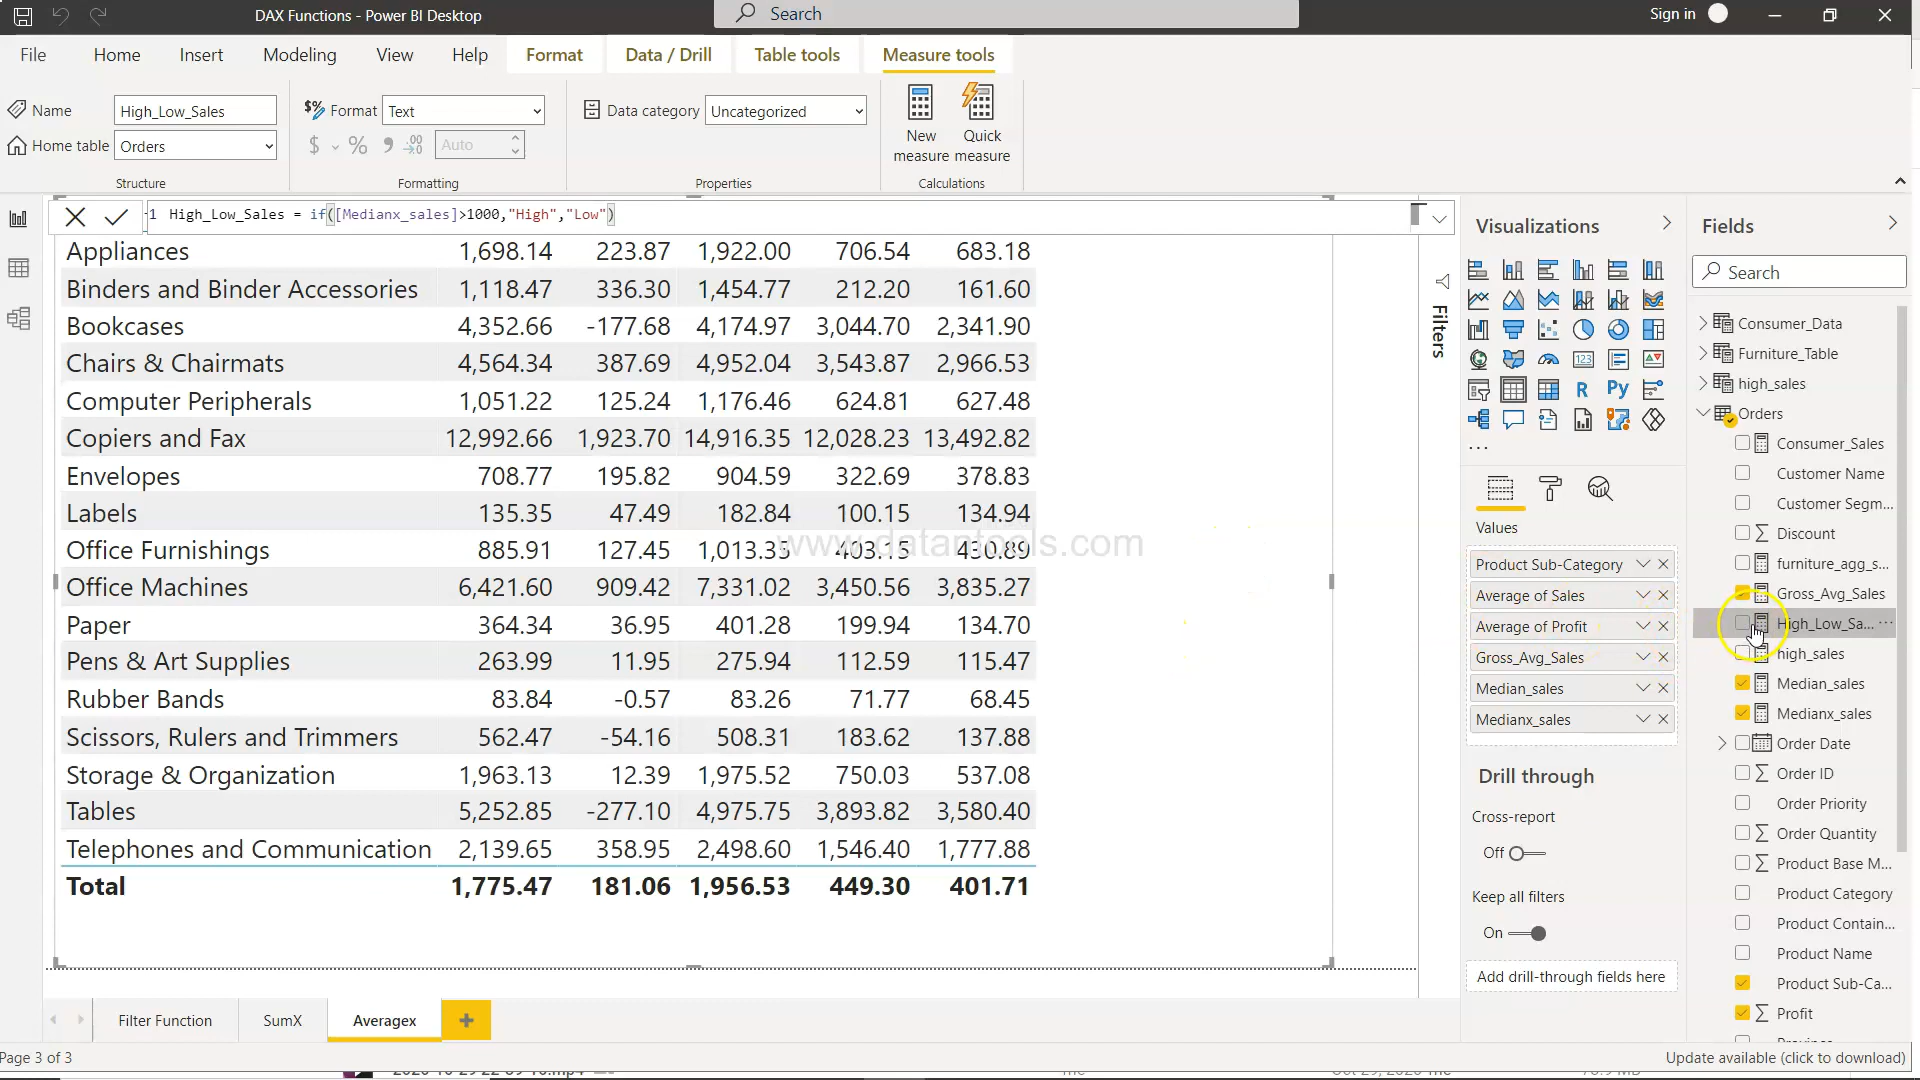 DAX Functions - Power BI Desktop
Search
Sign in
File
Home
Insert
Modeling
View
Help
Format
Data / Drill
Table tools
Measure tools
Name
High_Low_Sales
Format
Text
Data category
Uncategorized
New measure
Quick measure
Home table
Orders
$
%
Auto
Structure
Formatting
Properties
Calculations
1 High_Low_Sales = if([Medianx_sales]>1000,"High","Low")
Appliances 1,698.14 223.87 1,922.00 706.54 683.18
Binders and Binder Accessories 1,118.47 336.30 1,454.77 212.20 161.60
Bookcases 4,352.66 -177.68 4,174.97 3,044.70 2,341.90
Chairs & Chairmats 4,564.34 387.69 4,952.04 3,543.87 2,966.53
Computer Peripherals 1,051.22 125.24 1,176.46 624.81 627.48
Copiers and Fax 12,992.66 1,923.70 14,916.35 12,028.23 13,492.82
Envelopes 708.77 195.82 904.59 322.69 378.83
Labels 135.35 47.49 182.84 100.15 134.94
Office Furnishings 885.91 127.45 1,013.35 403.15 430.89
www.datantools.com
Office Machines 6,421.60 909.42 7,331.02 3,450.56 3,835.27
Paper 364.34 36.95 401.28 199.94 134.70
Pens & Art Supplies 263.99 11.95 275.94 112.59 115.47
Rubber Bands 83.84 -0.57 83.26 71.77 68.45
Scissors, Rulers and Trimmers 562.47 -54.16 508.31 183.62 137.88
Storage & Organization 1,963.13 12.39 1,975.52 750.03 537.08
Tables 5,252.85 -277.10 4,975.75 3,893.82 3,580.40
Telephones and Communication 2,139.65 358.95 2,498.60 1,546.40 1,777.88
Total 1,775.47 181.06 1,956.53 449.30 401.71
Filters
Visualizations
123
R
Py
...
Values
Product Sub-Category
Average of Sales
Average of Profit
Gross_Avg_Sales
Median_sales
Medianx_sales
Drill through
Cross-report
Off
Keep all filters
On
Add drill-through fields here
Fields
Search
Consumer_Data
Furniture_Table
high_sales
Orders
Consumer_Sales
Customer Name
Customer Segm...
Discount
furniture_agg_s...
Gross_Avg_Sales
High_Low_Sa... ...
high_sales
Median_sales
Medianx_sales
Order Date
Order ID
Order Priority
Order Quantity
Product Base M...
Product Category
Product Contain...
Product Name
Product Sub-Ca...
Profit
Filter Function
SumX
Averagex
+
Page 3 of 3
Update available (click to download)